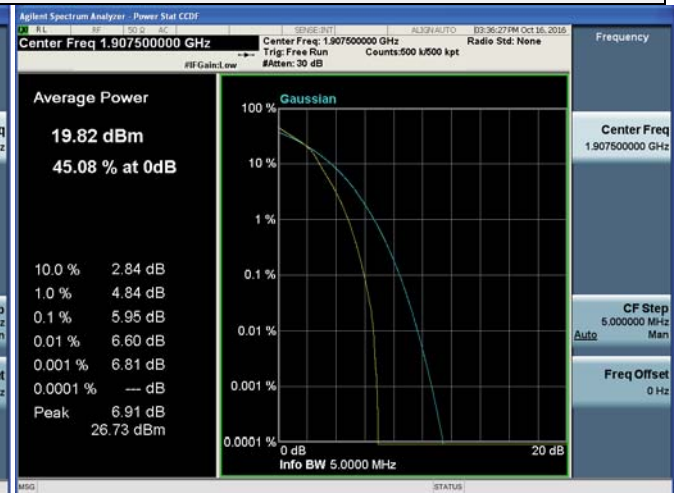 Agilent Spectrum Analyzer - Power Stat CCDF
RL RF 50 Ω AC SENSE:INT ALIGN AUTO 03:36:27 PM Oct 16, 2016
Center Freq 1.907500000 GHz
Center Freq: 1.907500000 GHz Radio Std: None
Trig: Free Run Counts:500 k/500 kpt
#IFGain:Low #Atten: 30 dB
Frequency
Average Power
19.82 dBm
45.08 % at 0dB
10.0 % 2.84 dB
1.0 % 4.84 dB
0.1 % 5.95 dB
0.01 % 6.60 dB
0.001 % 6.81 dB
0.0001 % --- dB
Peak 6.91 dB
26.73 dBm
Gaussian
100 %
10 %
1 %
0.1 %
0.01 %
0.001 %
0.0001 %
0 dB 20 dB
Info BW 5.0000 MHz
Center Freq
1.907500000 GHz
CF Step
5.000000 MHz
Auto Man
Freq Offset
0 Hz
MSG STATUS